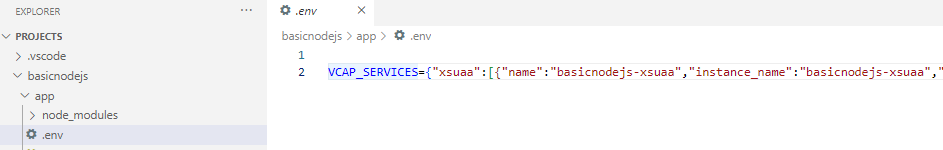 EXPLORER
...
PROJECTS
.vscode
basicnodejs
app
node_modules
.env
.env
basicnodejs > app > .env
1
2 VCAP_SERVICES={"xsuaa":[{"name":"basicnodejs-xsuaa","instance_name":"basicnodejs-xsuaa","